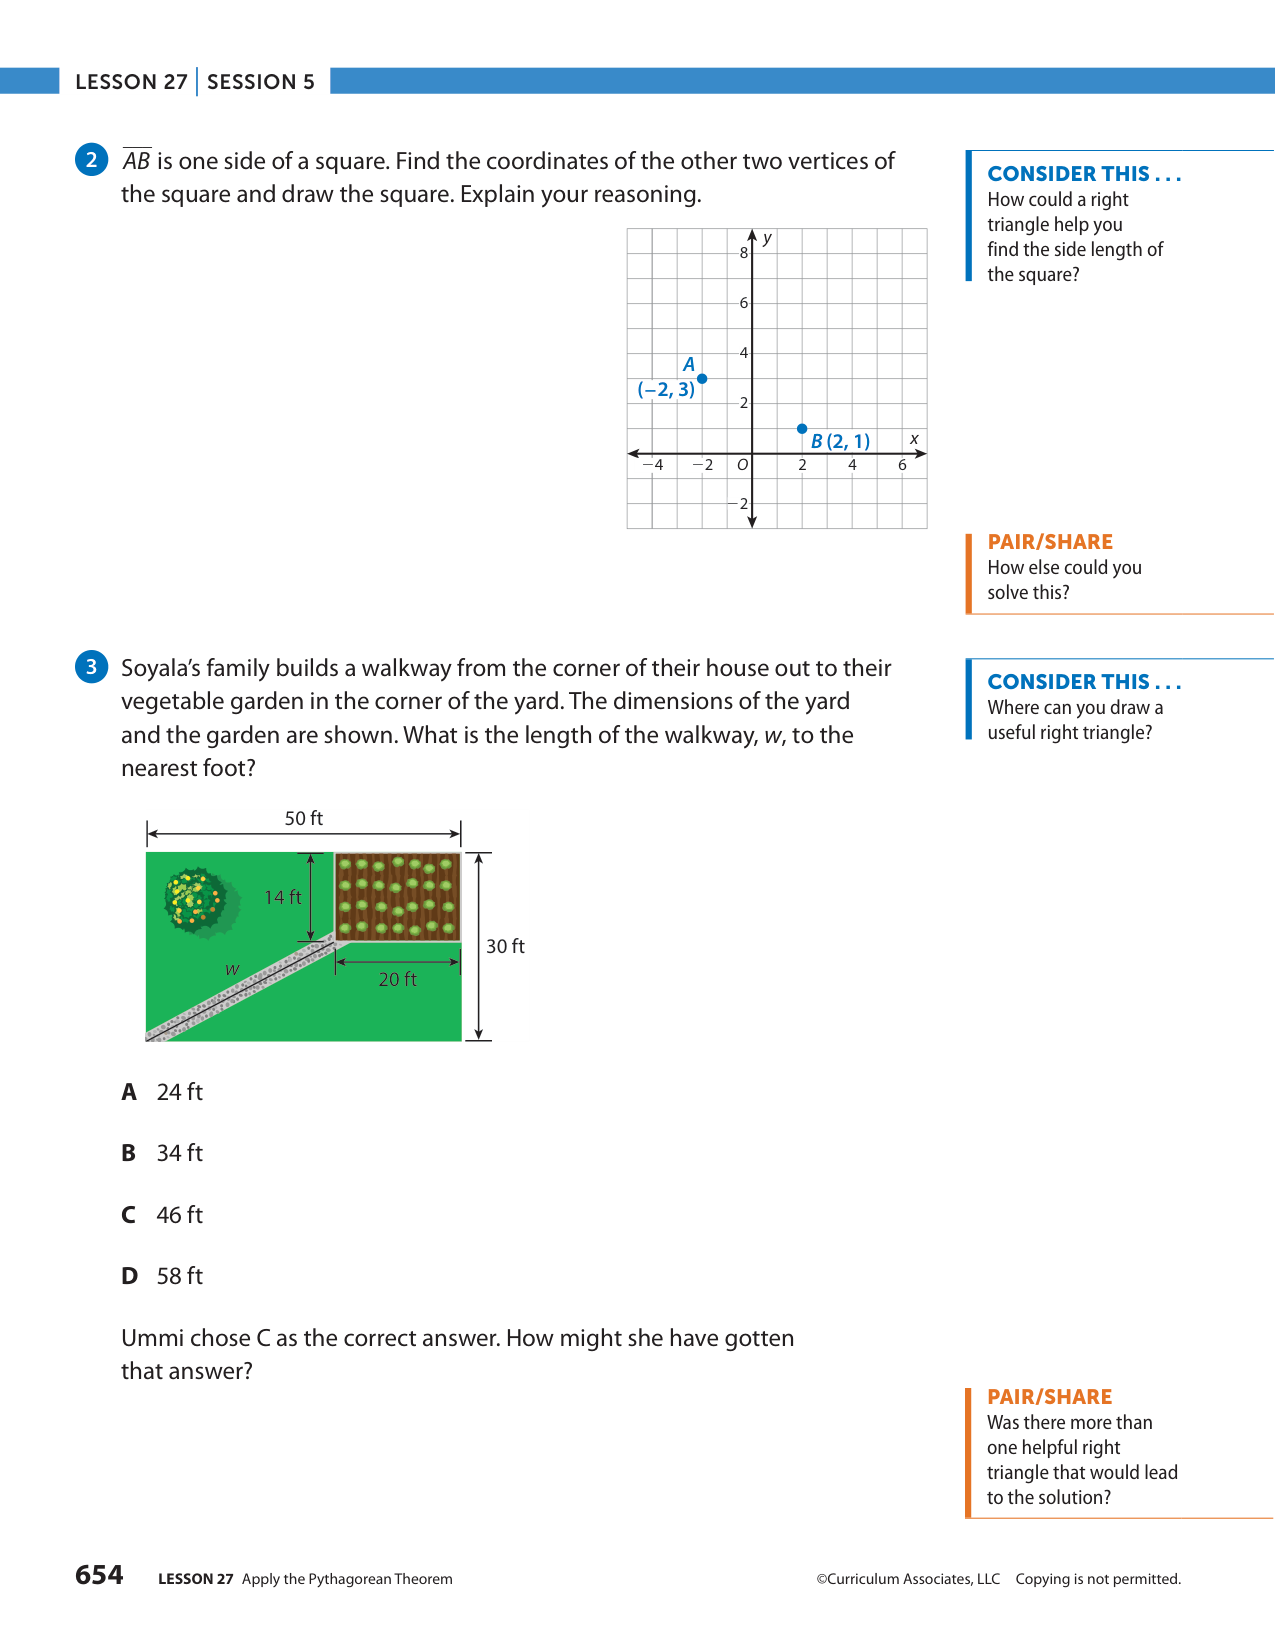 LESSON 27 | SESSION 5
2 AB is one side of a square. Find the coordinates of the other two vertices of
the square and draw the square. Explain your reasoning.
CONSIDER THIS . . .
How could a right
triangle help you
find the side length of
the square?
y
8
6
4
A
(−2, 3)
2
B (2, 1)
x
−4 −2 O 2 4 6
−2
PAIR/SHARE
How else could you
solve this?
3 Soyala’s family builds a walkway from the corner of their house out to their
vegetable garden in the corner of the yard. The dimensions of the yard
and the garden are shown. What is the length of the walkway, w, to the
nearest foot?
CONSIDER THIS . . .
Where can you draw a
useful right triangle?
50 ft
14 ft
30 ft
w
20 ft
A 24 ft
B 34 ft
C 46 ft
D 58 ft
Ummi chose C as the correct answer. How might she have gotten
that answer?
PAIR/SHARE
Was there more than
one helpful right
triangle that would lead
to the solution?
654 LESSON 27 Apply the Pythagorean Theorem ©Curriculum Associates, LLC Copying is not permitted.